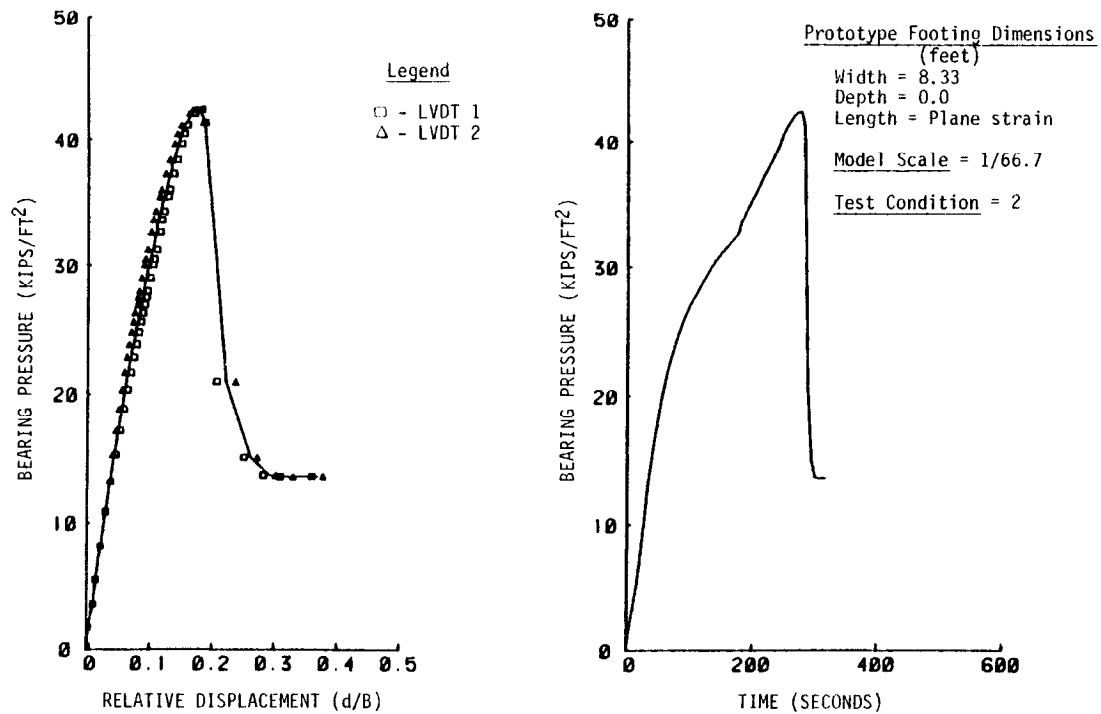 50
40
30
20
10
0
BEARING PRESSURE (KIPS/FT²)
Legend
□ - LVDT 1
△ - LVDT 2
0 0.1 0.2 0.3 0.4 0.5
RELATIVE DISPLACEMENT (d/B)
50
40
30
20
10
0
BEARING PRESSURE (KIPS/FT²)
Prototype Footing Dimensions
(feet)
Width = 8.33
Depth = 0.0
Length = Plane strain
Model Scale = 1/66.7
Test Condition = 2
0 200 400 600
TIME (SECONDS)